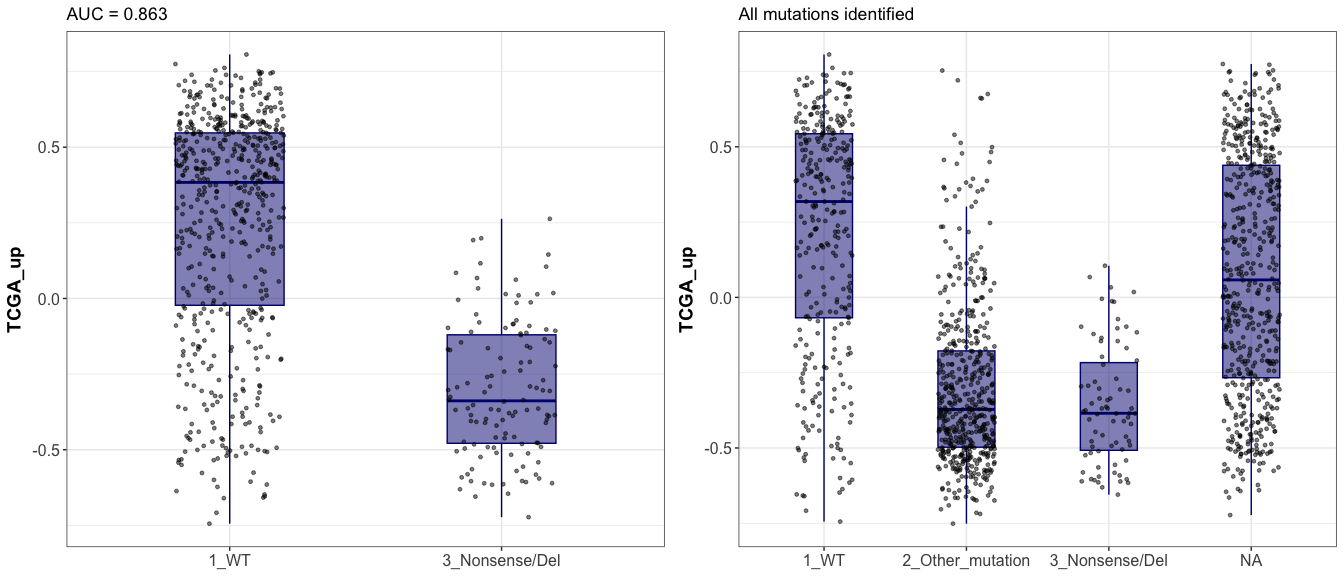 AUC = 0.863
TCGA_up
0.5
0.0
-0.5
1_WT
3_Nonsense/Del
All mutations identified
TCGA_up
0.5
0.0
-0.5
1_WT
2_Other_mutation
3_Nonsense/Del
NA